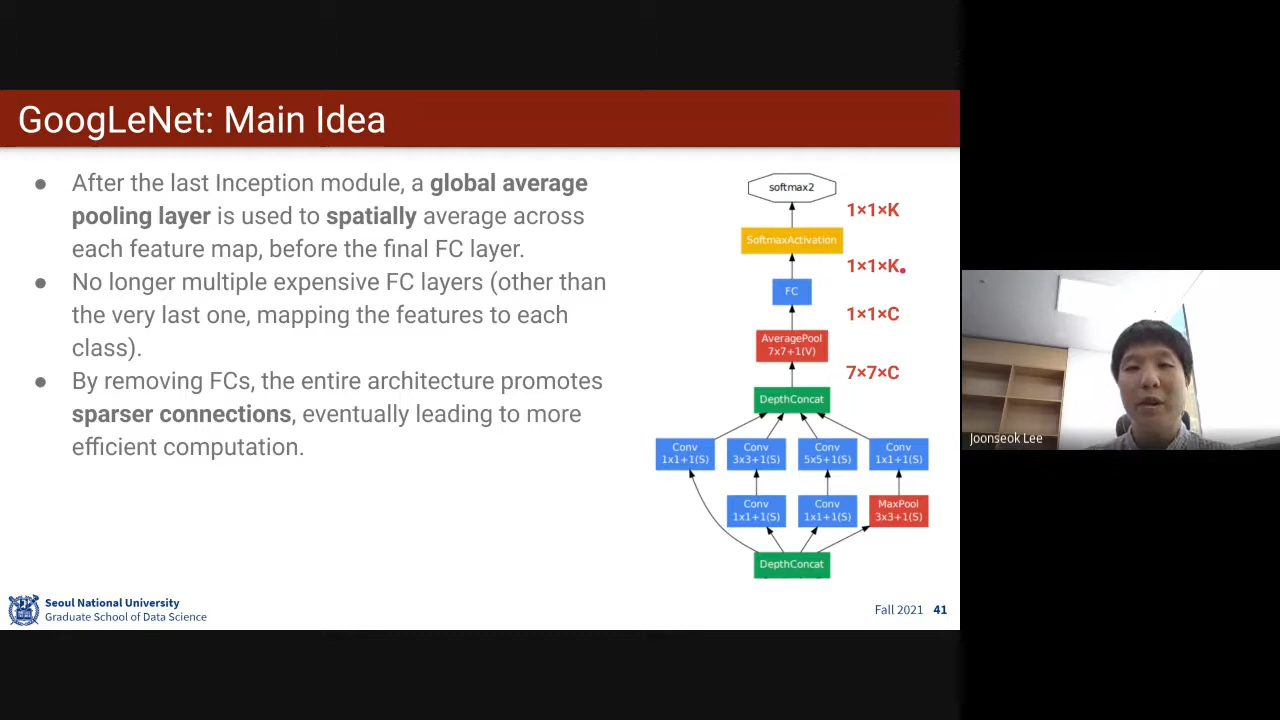 GoogLeNet: Main Idea
● After the last Inception module, a global average
pooling layer is used to spatially average across
each feature map, before the final FC layer.
● No longer multiple expensive FC layers (other than
the very last one, mapping the features to each
class).
● By removing FCs, the entire architecture promotes
sparser connections, eventually leading to more
efficient computation.
softmax2
1×1×K
SoftmaxActivation
1×1×K
FC
1×1×C
AveragePool
7x7+1(V)
7×7×C
DepthConcat
Conv
1x1+1(S)
Conv
3x3+1(S)
Conv
5x5+1(S)
Conv
1x1+1(S)
Conv
1x1+1(S)
Conv
1x1+1(S)
MaxPool
3x3+1(S)
DepthConcat
Seoul National University
Graduate School of Data Science
Fall 2021 41
Joonseok Lee